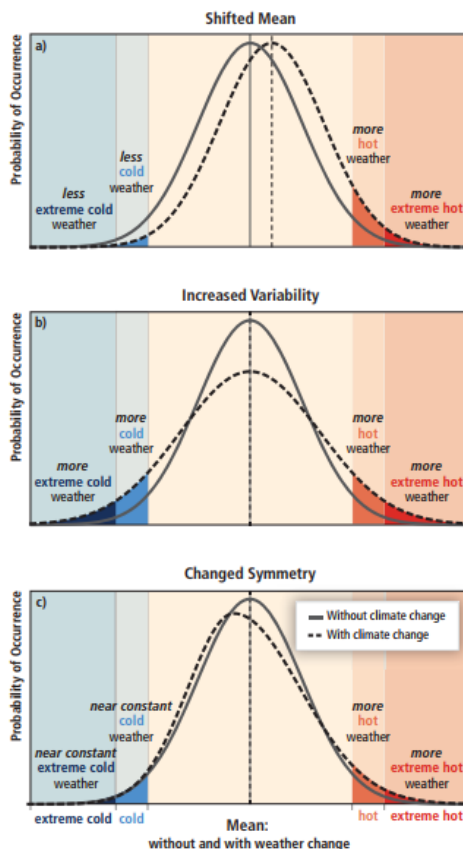 Shifted Mean
a)
Probability of Occurrence
less
cold
weather
less
extreme cold
weather
more
hot
weather
more
extreme hot
weather
Increased Variability
b)
Probability of Occurrence
more
cold
weather
more
extreme cold
weather
more
hot
weather
more
extreme hot
weather
Changed Symmetry
c)
Probability of Occurrence
Without climate change
With climate change
near constant
cold
weather
near constant
extreme cold
weather
more
hot
weather
more
extreme hot
weather
extreme cold cold hot extreme hot
Mean:
without and with weather change